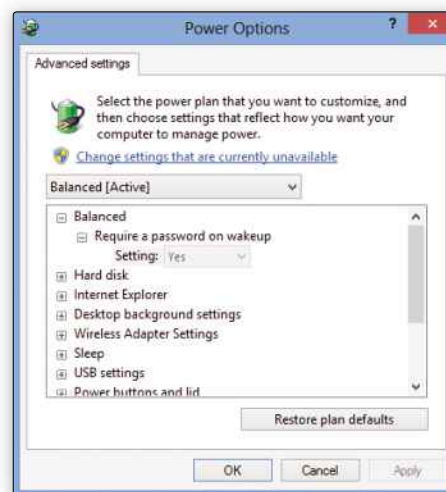 Power Options
?
Advanced settings
Select the power plan that you want to customize, and
then choose settings that reflect how you want your
computer to manage power.
Change settings that are currently unavailable
Balanced [Active]
Balanced
Require a password on wakeup
Setting: Yes
Hard disk
Internet Explorer
Desktop background settings
Wireless Adapter Settings
Sleep
USB settings
Power buttons and lid
Restore plan defaults
OK Cancel Apply